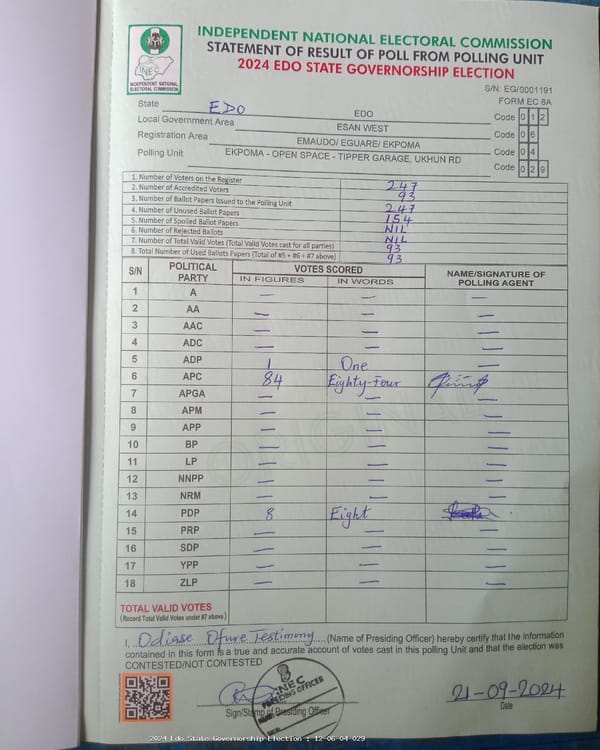 INDEPENDENT NATIONAL ELECTORAL COMMISSION
STATEMENT OF RESULT OF POLL FROM POLLING UNIT
2024 EDO STATE GOVERNORSHIP ELECTION
INEC
INDEPENDENT NATIONAL
ELECTORAL COMMISSION
S/N: EG/0001191
FORM EC 8A
State EDO EDO Code 0 1 2
Local Government Area ESAN WEST Code 0 6
Registration Area EMAUDO/ EGUARE/ EKPOMA Code 0 4
Polling Unit EKPOMA - OPEN SPACE - TIPPER GARAGE, UKHUN RD Code 0 2 9
1. Number of Voters on the Register 247
2. Number of Accredited Voters 93
3. Number of Ballot Papers Issued to the Polling Unit 247
4. Number of Unused Ballot Papers 154
5. Number of Spoiled Ballot Papers NIL
6. Number of Rejected Ballots NIL
7. Number of Total Valid Votes (Total Valid Votes cast for all parties) 93
8. Total Number of Used Ballots Papers (Total of #5 + #6 + #7 above) 93
S/N POLITICAL PARTY VOTES SCORED NAME/SIGNATURE OF POLLING AGENT
IN FIGURES IN WORDS
1 A — — —
2 AA — — —
3 AAC — — —
4 ADC — — —
5 ADP 1 One —
6 APC 84 Eighty-Four
7 APGA — — —
8 APM — — —
9 APP — — —
10 BP — — —
11 LP — — —
12 NNPP — — —
13 NRM — — —
14 PDP 8 Eight
15 PRP — — —
16 SDP — — —
17 YPP — — —
18 ZLP — — —
TOTAL VALID VOTES
(Record Total Valid Votes under #7 above)
I, Odiase Ofure Testimony (Name of Presiding Officer) hereby certify that the information
contained in this form is a true and accurate account of votes cast in this polling Unit and that the election was
CONTESTED/NOT CONTESTED
INEC
PRESIDING OFFICER
21-09-2024
Sign/Stamp of Presiding Officer Date
2024 Edo State Governorship Election : 12-06-04-029